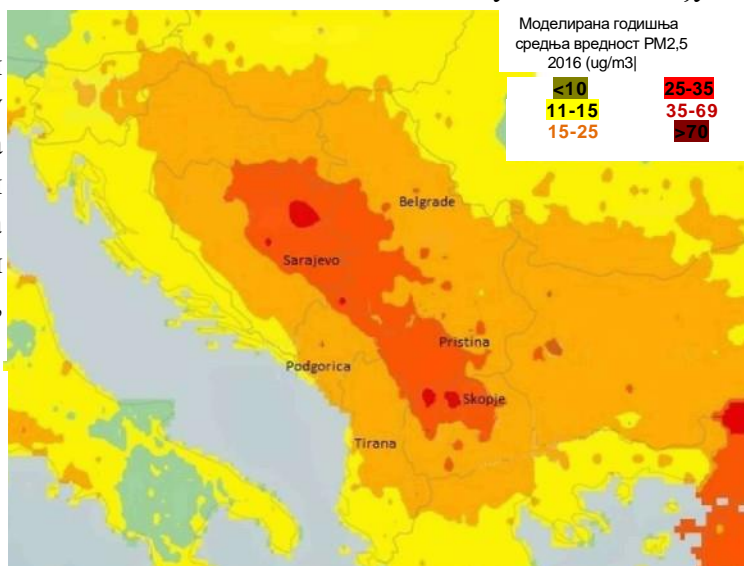 Моделирана годишња
средња вредност PM2,5
2016 (ug/m3|
<10 25-35
11-15 35-69
15-25 >70
Belgrade
Sarajevo
Pristina
Podgorica
Skopje
Tirana